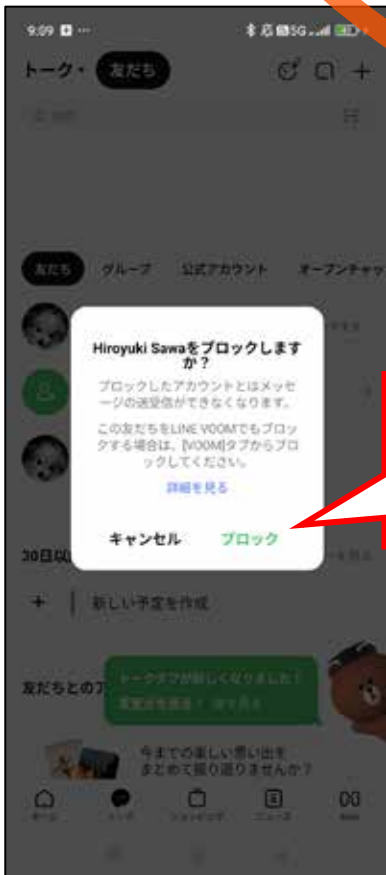 9:09
5G
トーク・ 友だち
友だち グループ 公式アカウント オープンチャッ
Hiroyuki Sawaをブロックします
か?
ブロックしたアカウントとはメッセ
ージの送受信ができなくなります。
この友だちをLINE VOOMでもブロッ
クする場合は、[VOOM]タブからブロ
ックしてください。
詳細を見る
キャンセル ブロック
30日以
新しい予定を作成
友だちとのア
トークタブが新しくなりました!
今までの楽しい思い出を
まとめて振り返りませんか?